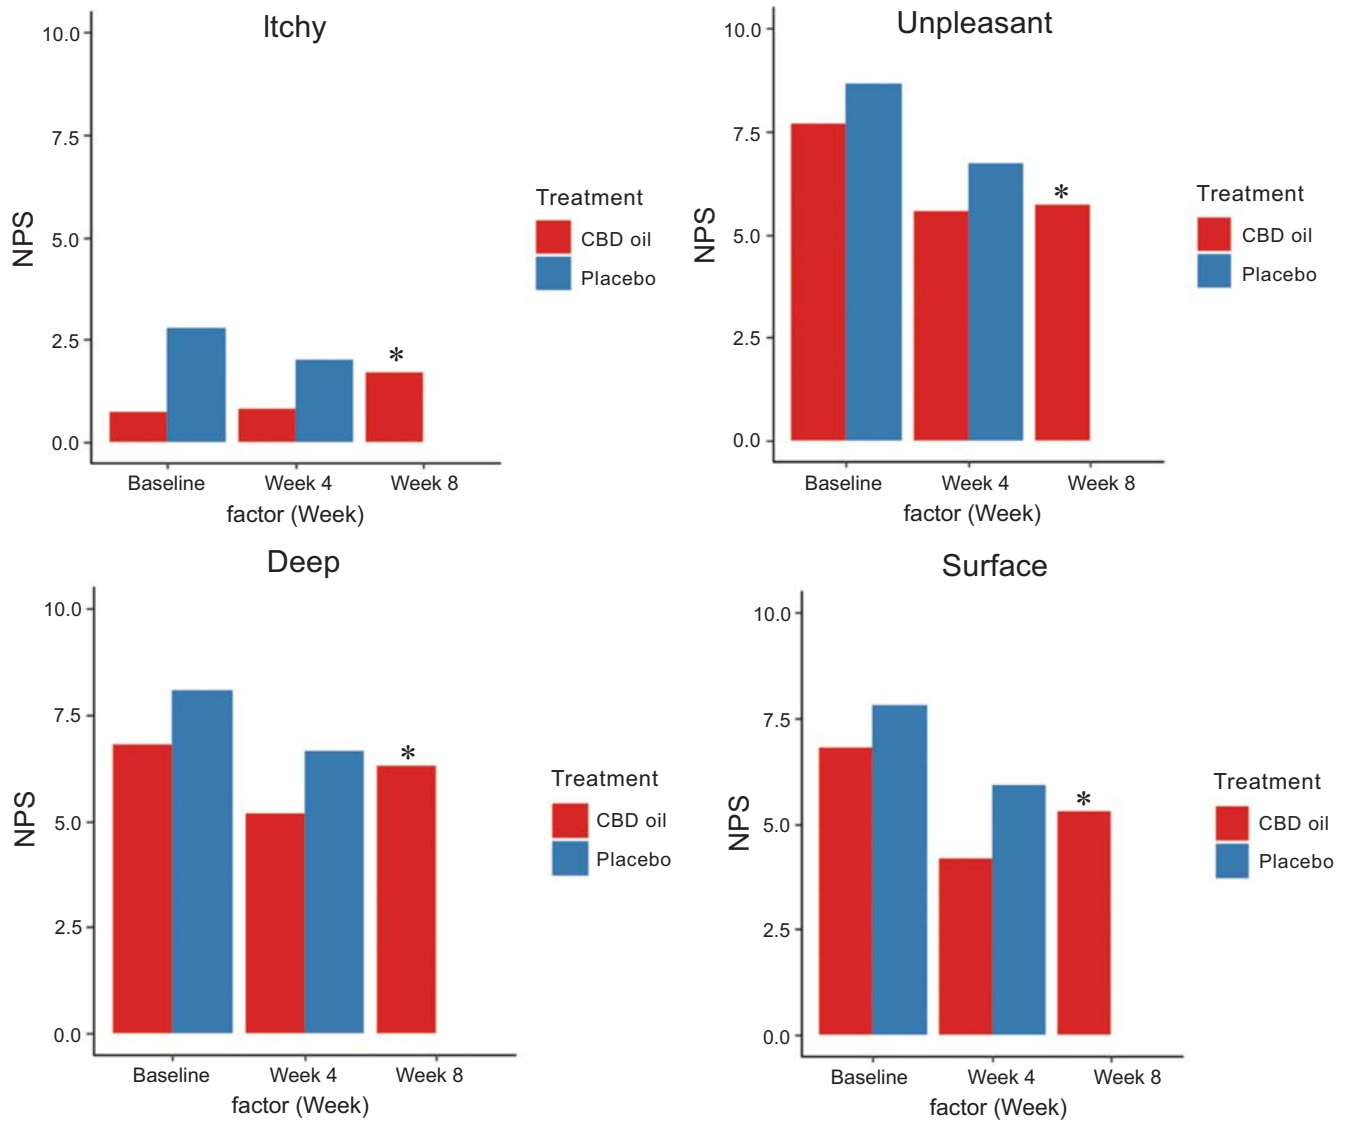 Itchy
10.0
7.5
5.0
2.5
0.0
NPS
Baseline
Week 4
Week 8
factor (Week)
*
Treatment
CBD oil
Placebo
Unpleasant
10.0
7.5
5.0
2.5
0.0
NPS
Baseline
Week 4
Week 8
factor (Week)
*
Treatment
CBD oil
Placebo
Deep
10.0
7.5
5.0
2.5
0.0
NPS
Baseline
Week 4
Week 8
factor (Week)
*
Treatment
CBD oil
Placebo
Surface
10.0
7.5
5.0
2.5
0.0
NPS
Baseline
Week 4
Week 8
factor (Week)
*
Treatment
CBD oil
Placebo